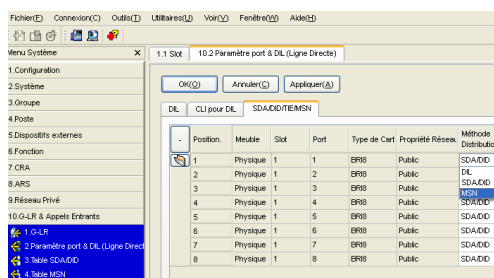 Fichier(F) Connexion(C) Outils(T) Utilitaires(U) Voir(V) Fenêtre(W) Aide(H)
Menu Système X
1.1 Slot
10.2 Paramètre port & DIL (Ligne Directe)
1.Configuration
2.Système
3.Groupe
4.Poste
5.Dispositifs externes
6.Fonction
7.CRA
8.ARS
9.Réseau Privé
10.G-LR & Appels Entrants
1.G-LR
2.Paramètre port & DIL (Ligne Direct
3.Table SDA/DID
4.Table MSN
OK(O) Annuler(C) Appliquer(A)
DIL CLI pour DIL SDA/DID/TIE/MSN
- Position. Meuble Slot Port Type de Cart Propriété Réseau Méthode Distributio
1 Physique 1 1 BRI8 Public SDA/DID
2 Physique 1 2 BRI8 Public DIL
3 Physique 1 3 BRI8 Public SDA/DID
MSN
4 Physique 1 4 BRI8 Public SDA/DID
5 Physique 1 5 BRI8 Public SDA/DID
6 Physique 1 6 BRI8 Public SDA/DID
7 Physique 1 7 BRI8 Public SDA/DID
8 Physique 1 8 BRI8 Public SDA/DID